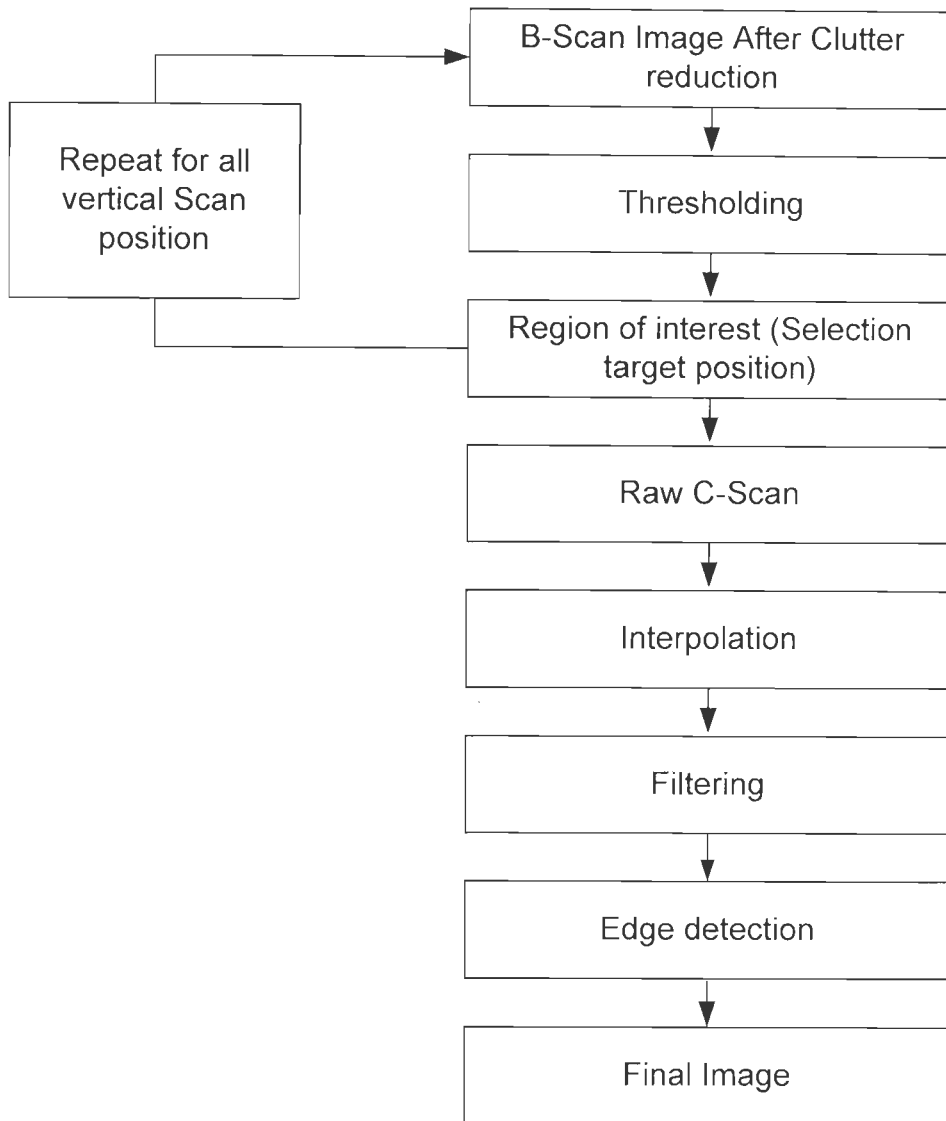 B-Scan Image After Clutter
reduction
Repeat for all
vertical Scan
position
Thresholding
Region of interest (Selection
target position)
Raw C-Scan
Interpolation
Filtering
Edge detection
Final Image